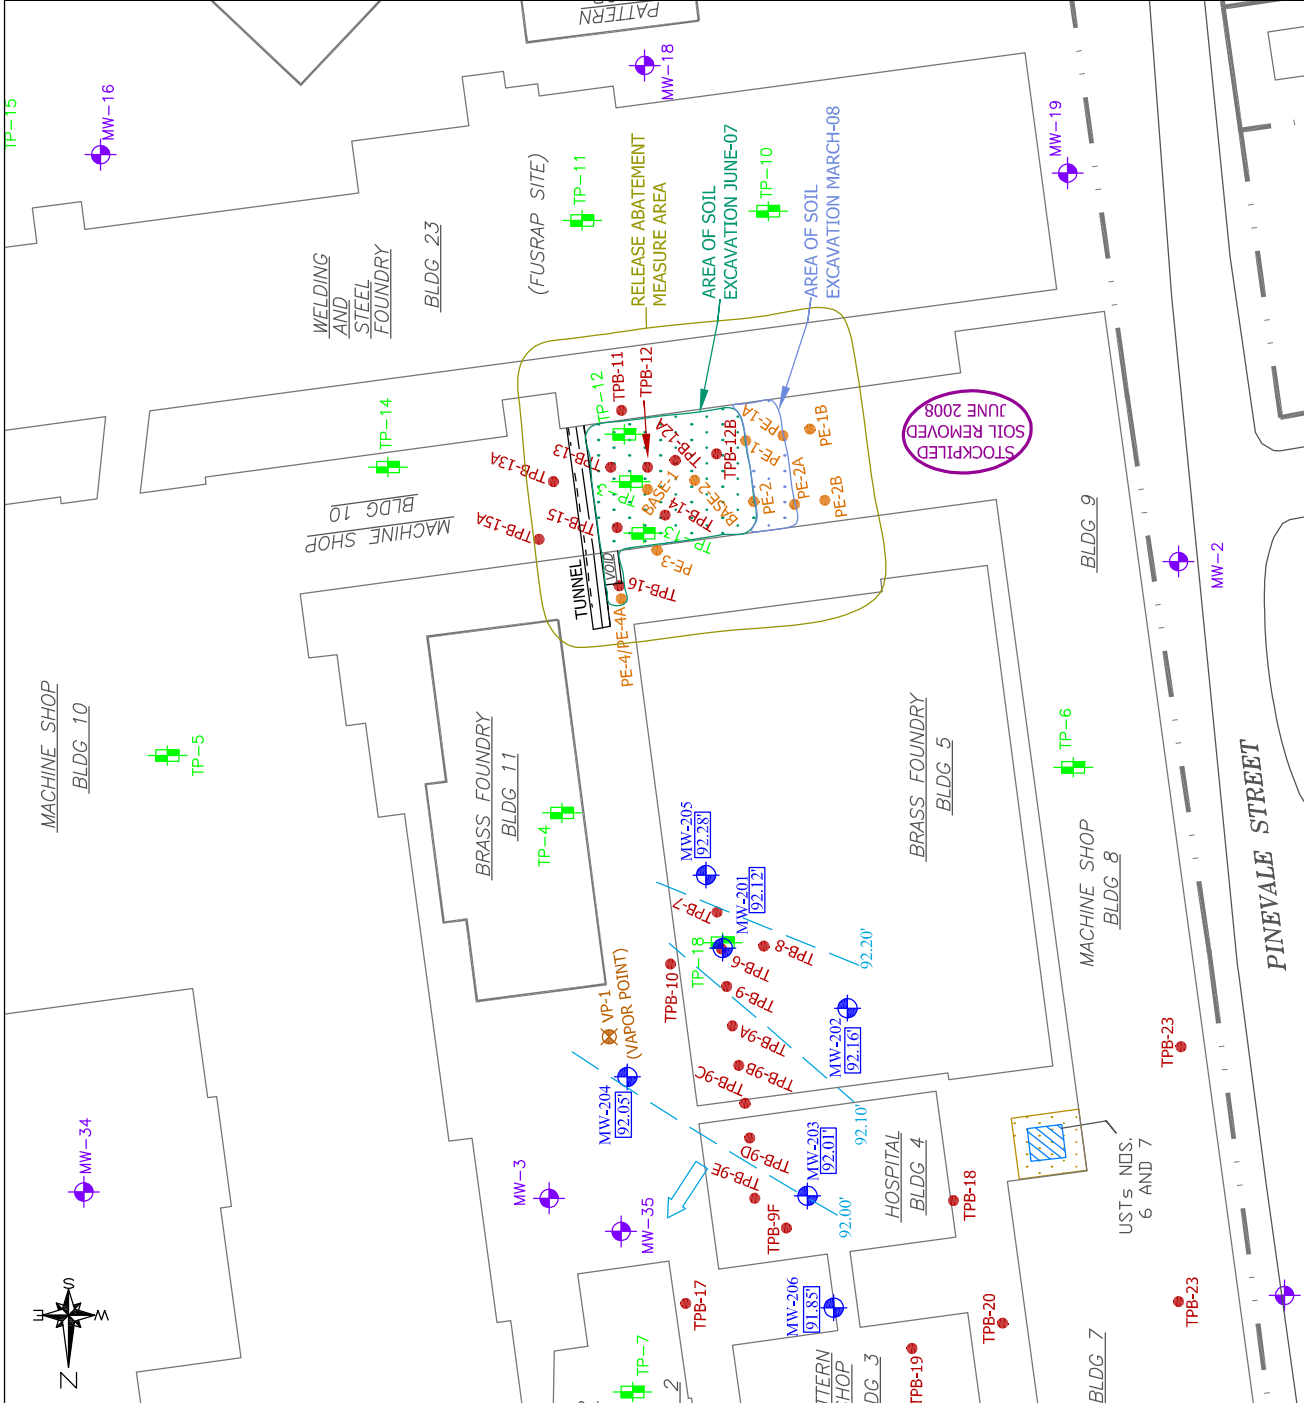 TP-15
MW-16
PATTERN
MW-18
MW-19
TP-11
(FUSRAP SITE)
TP-10
WELDING
AND
STEEL
FOUNDRY
BLDG 23
RELEASE ABATEMENT
MEASURE AREA
AREA OF SOIL
EXCAVATION JUNE-07
AREA OF SOIL
EXCAVATION MARCH-08
TP-14
MACHINE SHOP
BLDG 10
TP-12
TPB-11
TPB-12
TPB-13A
TPB-13
TPB-12A
TPB-12B
TPB-15A
TPB-15
TPB-14
TP-13
BASE-1
BASE-2
PE-1A
PE-1
PE-1B
PE-2
PE-2A
PE-2B
PE-3
TUNNEL
VOID
TPB-16
PE-4/PE-4A
STOCKPILED
SOIL REMOVED
JUNE 2008
BLDG 9
MW-2
MACHINE SHOP
BLDG 10
TP-5
BRASS FOUNDRY
BLDG 11
TP-4
BRASS FOUNDRY
BLDG 5
TP-6
MACHINE SHOP
BLDG 8
PINEVALE STREET
MW-205
92.28'
MW-201
92.12'
TPB-7
TP-18
TPB-6
TPB-8
92.20'
TPB-10
TPB-9
TPB-9A
TPB-9B
TPB-9C
MW-202
92.16'
VP-1
(VAPOR POINT)
MW-204
92.05'
92.10'
TPB-9D
TPB-9E
TPB-9F
MW-203
92.01'
92.00'
HOSPITAL
BLDG 4
TPB-18
TPB-23
USTs NOS.
6 AND 7
MW-34
MW-3
MW-35
TPB-17
MW-206
91.85'
TPB-20
TPB-19
TPB-23
TP-7
2
BLDG 7
S
E
W
N